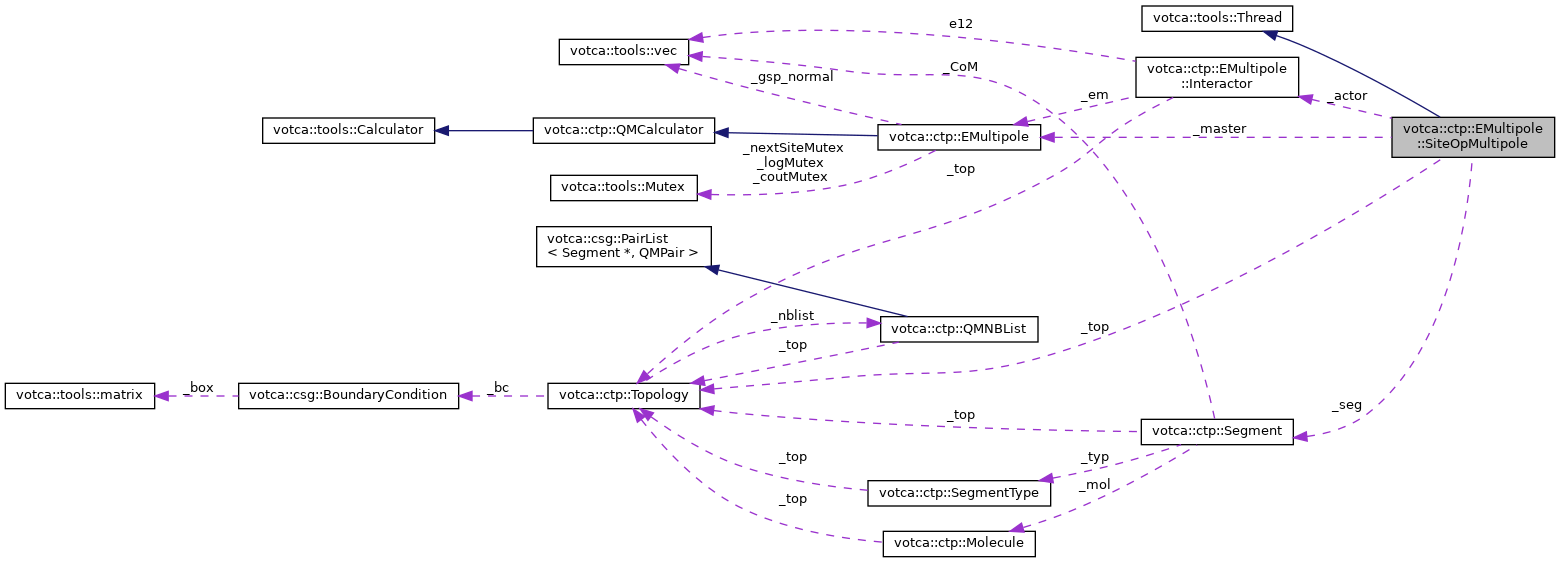 e12
votca::tools::Thread
votca::tools::vec
_CoM
votca::ctp::EMultipole
::Interactor
_gsp_normal
_em
_actor
votca::tools::Calculator
votca::ctp::QMCalculator
votca::ctp::EMultipole
_master
votca::ctp::EMultipole
::SiteOpMultipole
_nextSiteMutex
_logMutex
_coutMutex
_top
votca::tools::Mutex
votca::csg::PairList
< Segment *, QMPair >
_nblist
votca::ctp::QMNBList
_top
_top
votca::tools::matrix
_box
votca::csg::BoundaryCondition
_bc
votca::ctp::Topology
_seg
_top
votca::ctp::Segment
_top
_typ
_mol
votca::ctp::SegmentType
_top
votca::ctp::Molecule